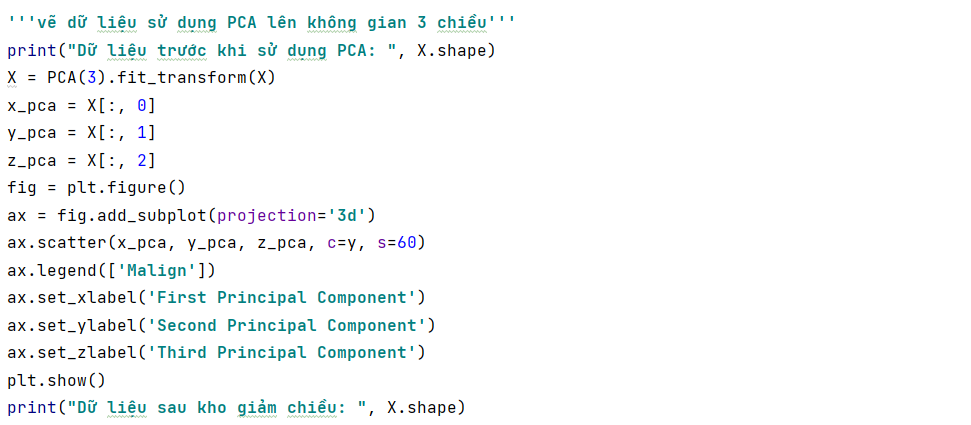 '''vẽ dữ liệu sử dụng PCA lên không gian 3 chiều'''
print("Dữ liệu trước khi sử dụng PCA: ", X.shape)
X = PCA(3).fit_transform(X)
x_pca = X[:, 0]
y_pca = X[:, 1]
z_pca = X[:, 2]
fig = plt.figure()
ax = fig.add_subplot(projection='3d')
ax.scatter(x_pca, y_pca, z_pca, c=y, s=60)
ax.legend(['Malign'])
ax.set_xlabel('First Principal Component')
ax.set_ylabel('Second Principal Component')
ax.set_zlabel('Third Principal Component')
plt.show()
print("Dữ liệu sau kho giảm chiều: ", X.shape)